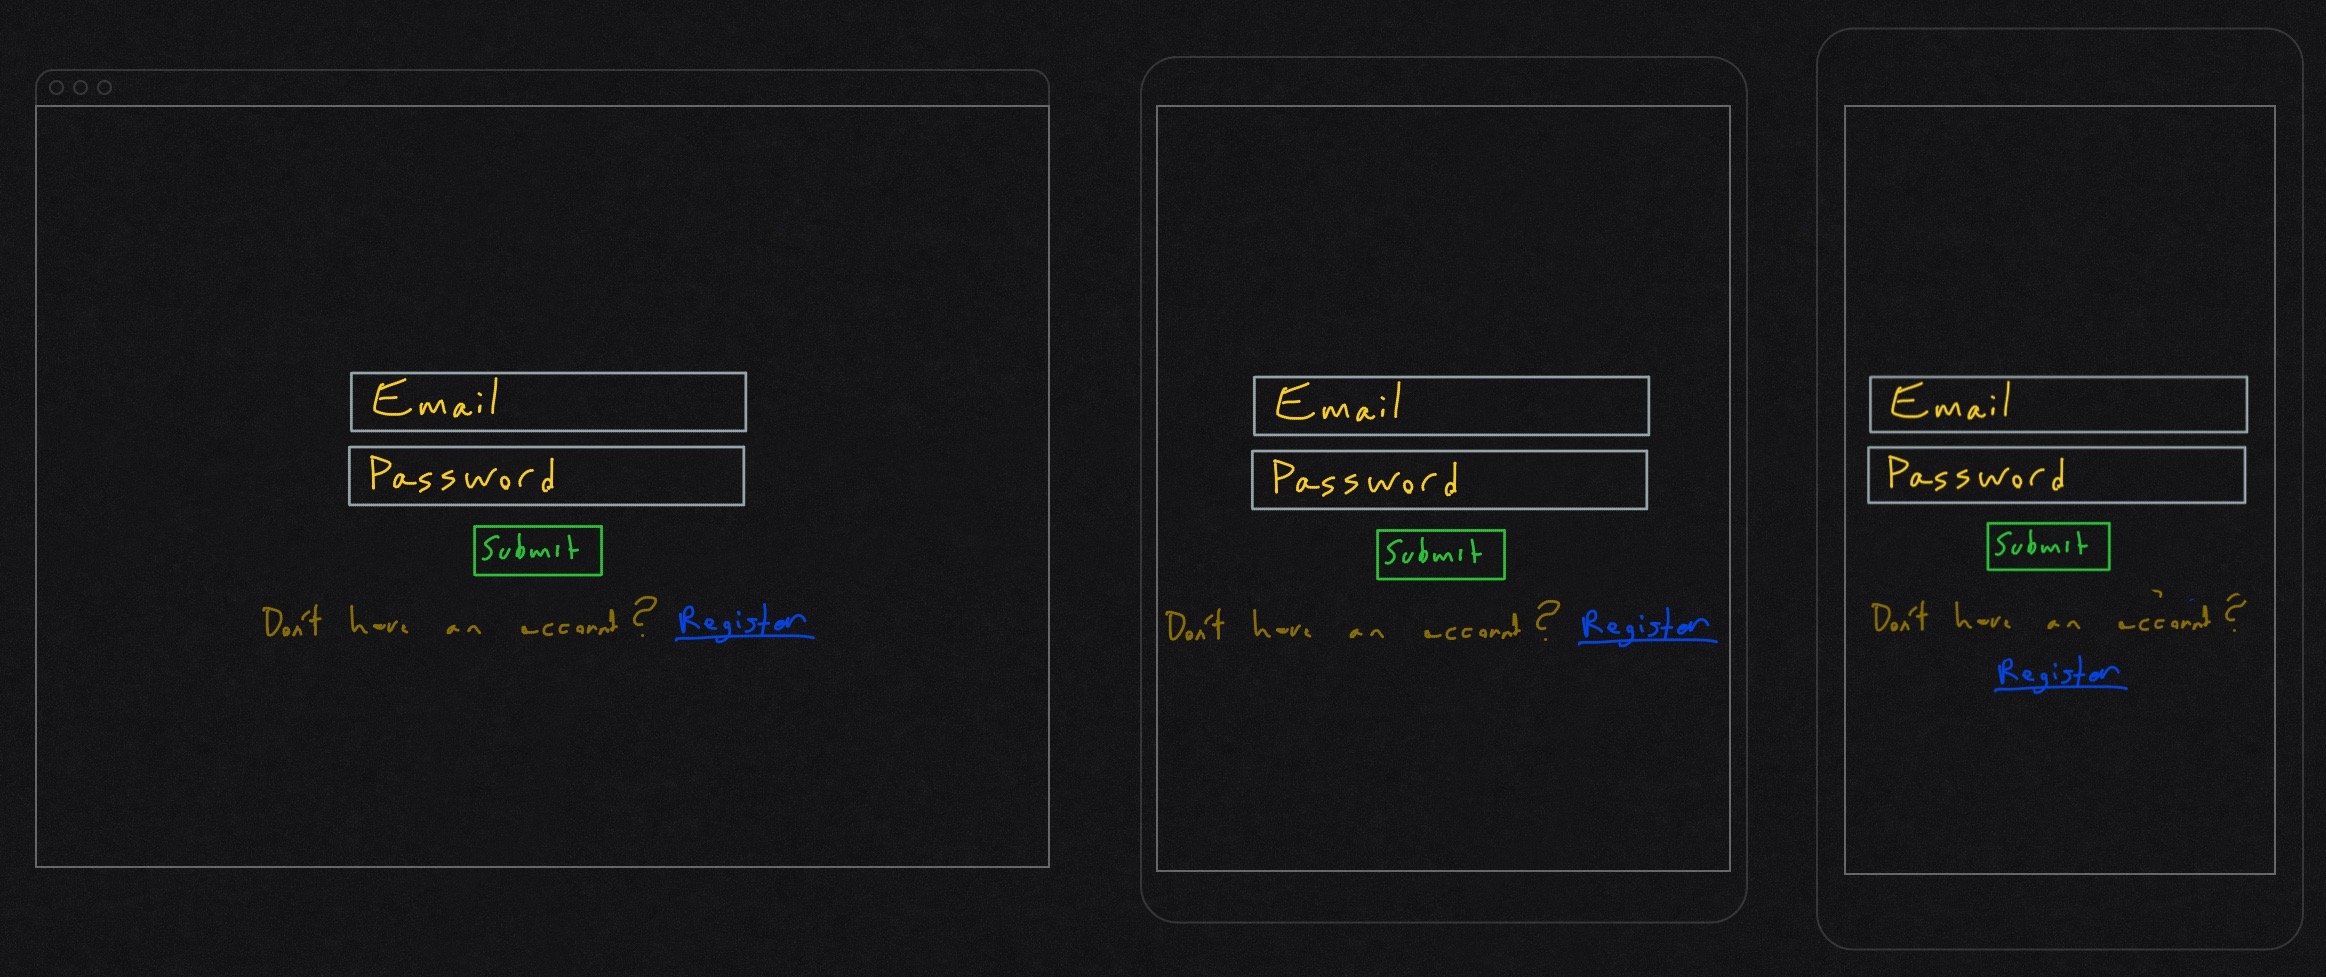 Email
Password
Submit
Don't have an account? Register
Email
Password
Submit
Don't have an account? Register
Email
Password
Submit
Don't have an account?
Register